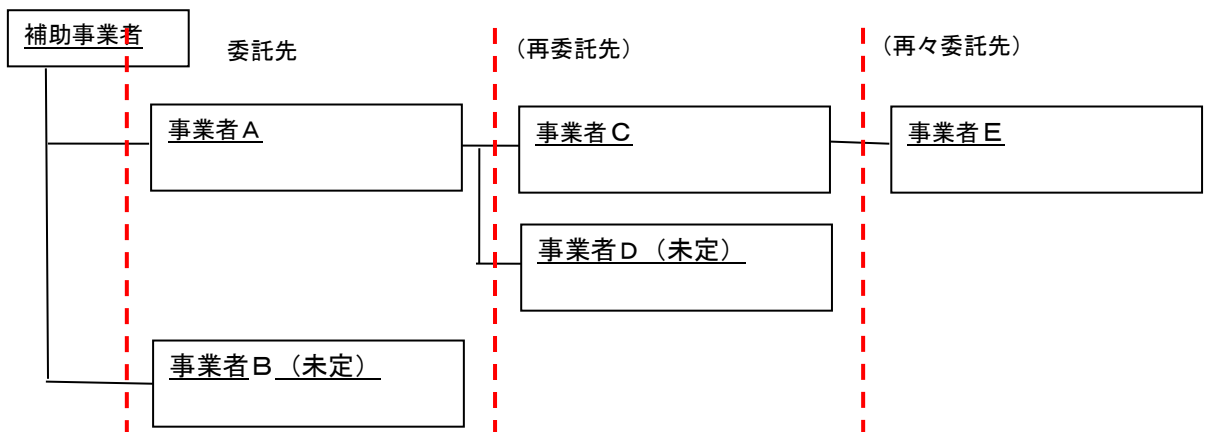 補助事業者
委託先
（再委託先）
（再々委託先）
事業者Ａ
事業者Ｃ
事業者Ｅ
事業者Ｄ（未定）
事業者Ｂ（未定）